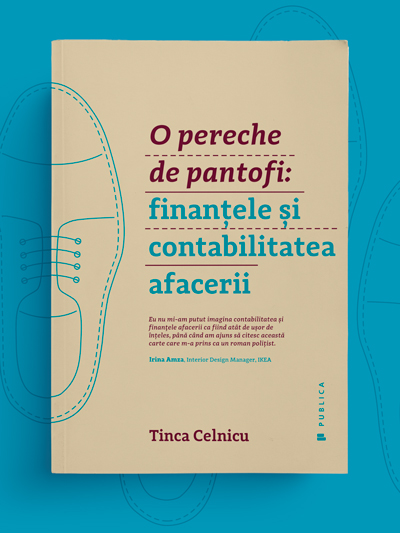 O pereche
de pantofi:
finanțele și
contabilitatea
afacerii
Eu nu mi-am putut imagina contabilitatea și
finanțele afacerii ca fiind atât de ușor de
înțeles, până când am ajuns să citesc această
carte care m-a prins ca un roman polițist.
Irina Amza, Interior Design Manager, IKEA
PUBLICA
Tinca Celnicu